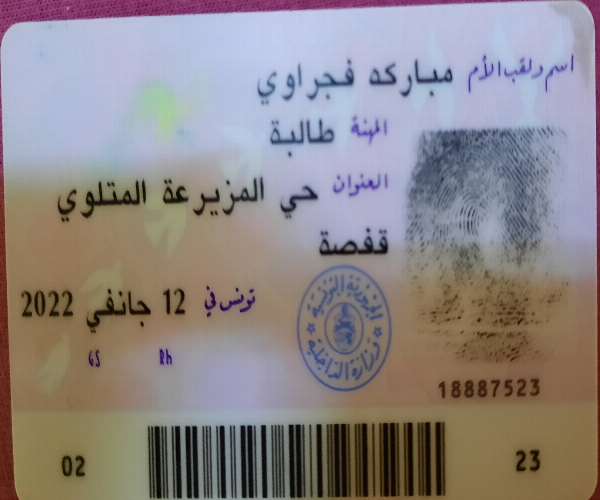 اسم ولقب الأم مباركه فجراوي
المهنة طالبة
العنوان حي المزيرعة المتلوي
قفصة
تونس في 12 جانفي 2022
الجمهورية التونسية
وزارة الداخلية
GS Rh
18887523
02 23